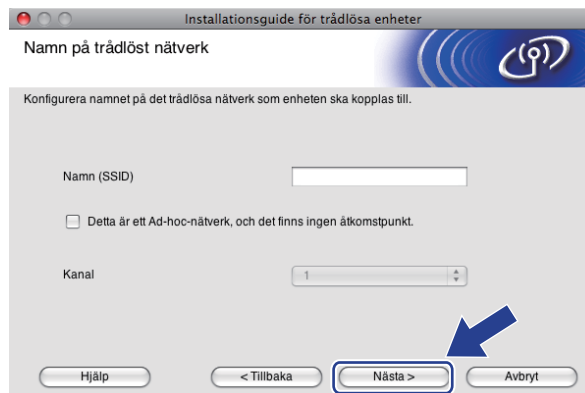 Installationsguide för trådlösa enheter
Namn på trådlöst nätverk
Konfigurera namnet på det trådlösa nätverk som enheten ska kopplas till.
Namn (SSID)
Detta är ett Ad-hoc-nätverk, och det finns ingen åtkomstpunkt.
Kanal 1
Hjälp < Tillbaka Nästa > Avbryt